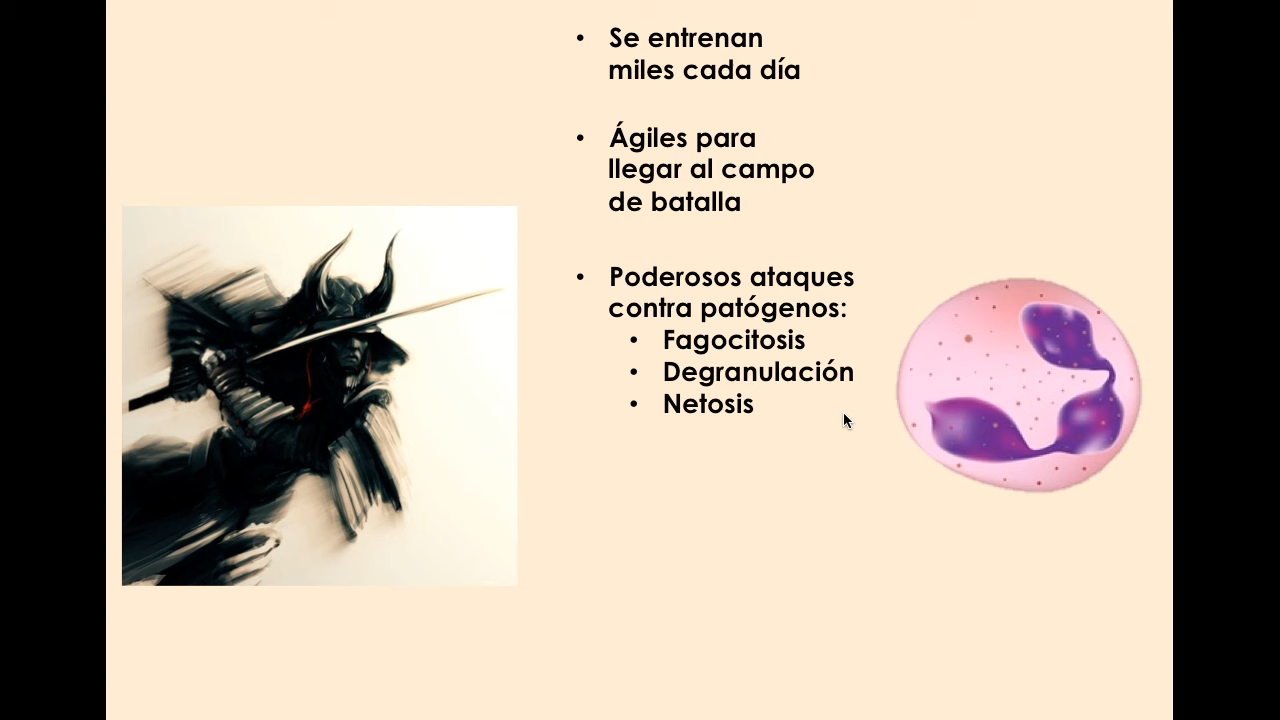 • Se entrenan
miles cada día
• Ágiles para
llegar al campo
de batalla
• Poderosos ataques
contra patógenos:
• Fagocitosis
• Degranulación
• Netosis